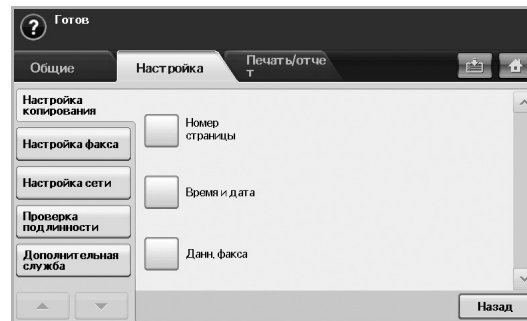 Готов
Общие
Настройка
Печать/отче
т
Настройка
копирования
Настройка факса
Настройка сети
Проверка
подлинности
Дополнительная
служба
Номер
страницы
Время и дата
Данн. факса
Назад